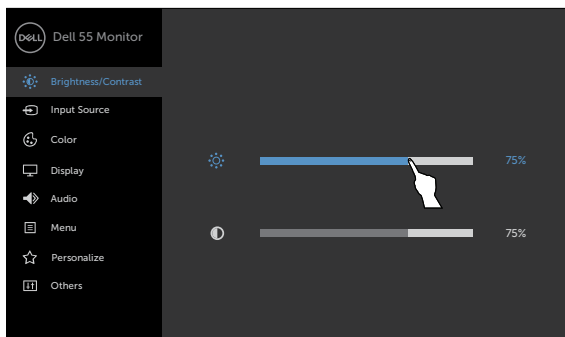 DELL Dell 55 Monitor
Brightness/Contrast
Input Source
Color
Display
Audio
Menu
Personalize
Others
75%
75%